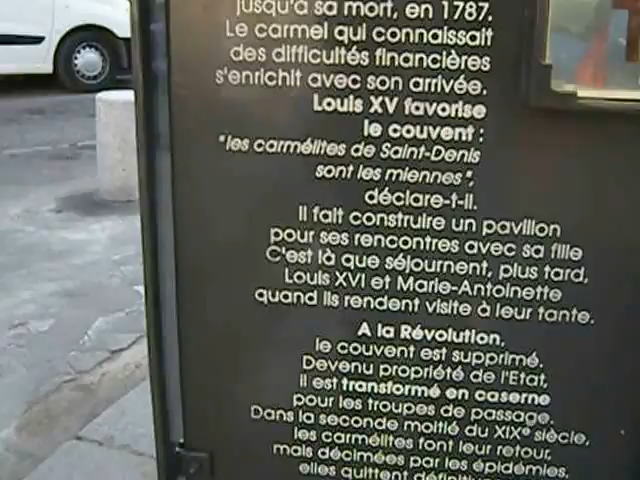 jusqu'à sa mort, en 1787.
Le carmel qui connaissait
des difficultés financières
s'enrichit avec son arrivée.
Louis XV favorise
le couvent :
"les carmélites de Saint-Denis
sont les miennes",
déclare-t-il.
Il fait construire un pavillon
pour ses rencontres avec sa fille
C'est là que séjournent, plus tard,
Louis XVI et Marie-Antoinette
quand ils rendent visite à leur tante.
A la Révolution,
le couvent est supprimé.
Devenu propriété de l'Etat,
il est transformé en caserne
pour les troupes de passage.
Dans la seconde moitié du XIXe siècle,
les carmélites font leur retour,
mais décimées par les épidémies,
elles quittent